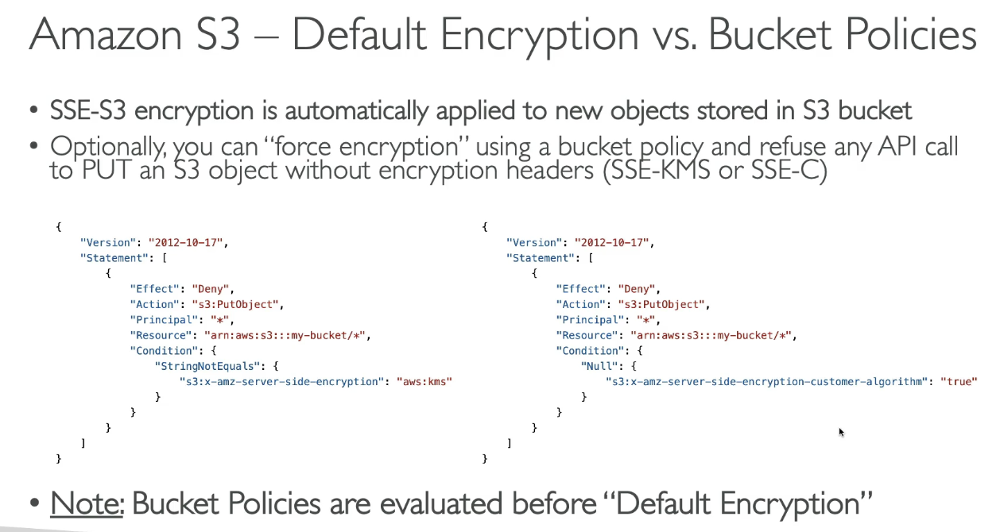 Amazon S3 – Default Encryption vs. Bucket Policies
• SSE-S3 encryption is automatically applied to new objects stored in S3 bucket
• Optionally, you can “force encryption” using a bucket policy and refuse any API call
to PUT an S3 object without encryption headers (SSE-KMS or SSE-C)
{
    "Version": "2012-10-17",
    "Statement": [
        {
            "Effect": "Deny",
            "Action": "s3:PutObject",
            "Principal": "*",
            "Resource": "arn:aws:s3:::my-bucket/*",
            "Condition": {
                "StringNotEquals": {
                    "s3:x-amz-server-side-encryption": "aws:kms"
                }
            }
        }
    ]
}
{
    "Version": "2012-10-17",
    "Statement": [
        {
            "Effect": "Deny",
            "Action": "s3:PutObject",
            "Principal": "*",
            "Resource": "arn:aws:s3:::my-bucket/*",
            "Condition": {
                "Null": {
                    "s3:x-amz-server-side-encryption-customer-algorithm": "true"
                }
            }
        }
    ]
}
• Note: Bucket Policies are evaluated before “Default Encryption”